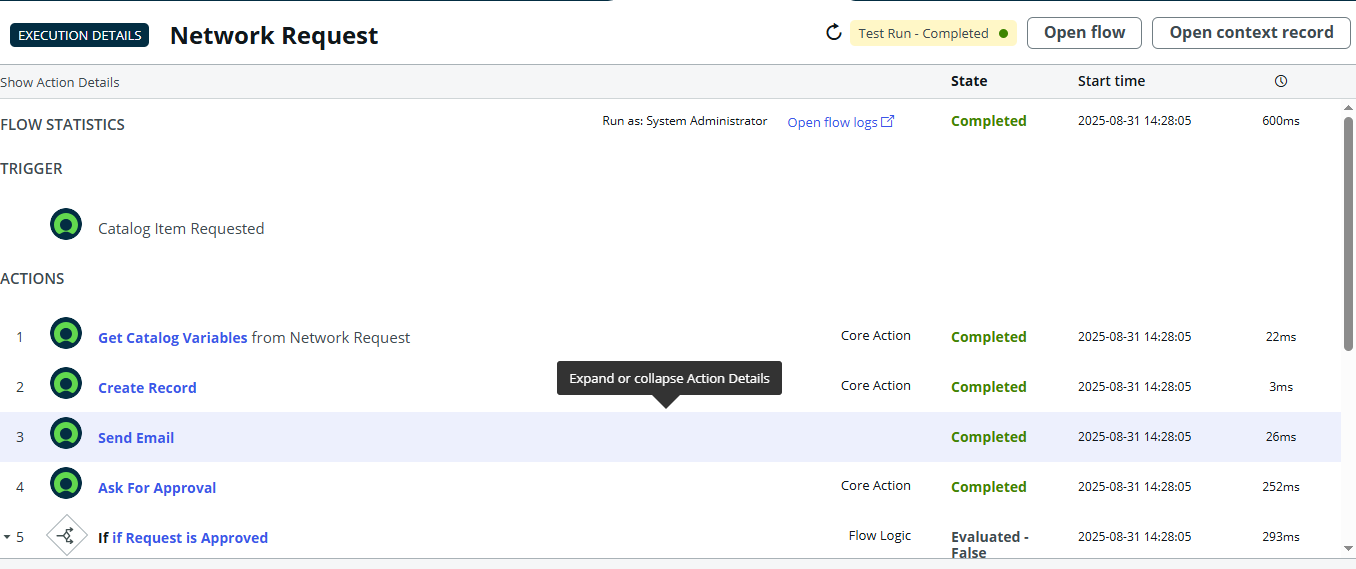 EXECUTION DETAILS Network Request Test Run - Completed Open flow Open context record
Show Action Details State Start time
FLOW STATISTICS Run as: System Administrator Open flow logs Completed 2025-08-31 14:28:05 600ms
TRIGGER
Catalog Item Requested
ACTIONS
1 Get Catalog Variables from Network Request Core Action Completed 2025-08-31 14:28:05 22ms
Expand or collapse Action Details
2 Create Record Core Action Completed 2025-08-31 14:28:05 3ms
3 Send Email Completed 2025-08-31 14:28:05 26ms
4 Ask For Approval Core Action Completed 2025-08-31 14:28:05 252ms
5 If if Request is Approved Flow Logic Evaluated - 2025-08-31 14:28:05 293ms
False